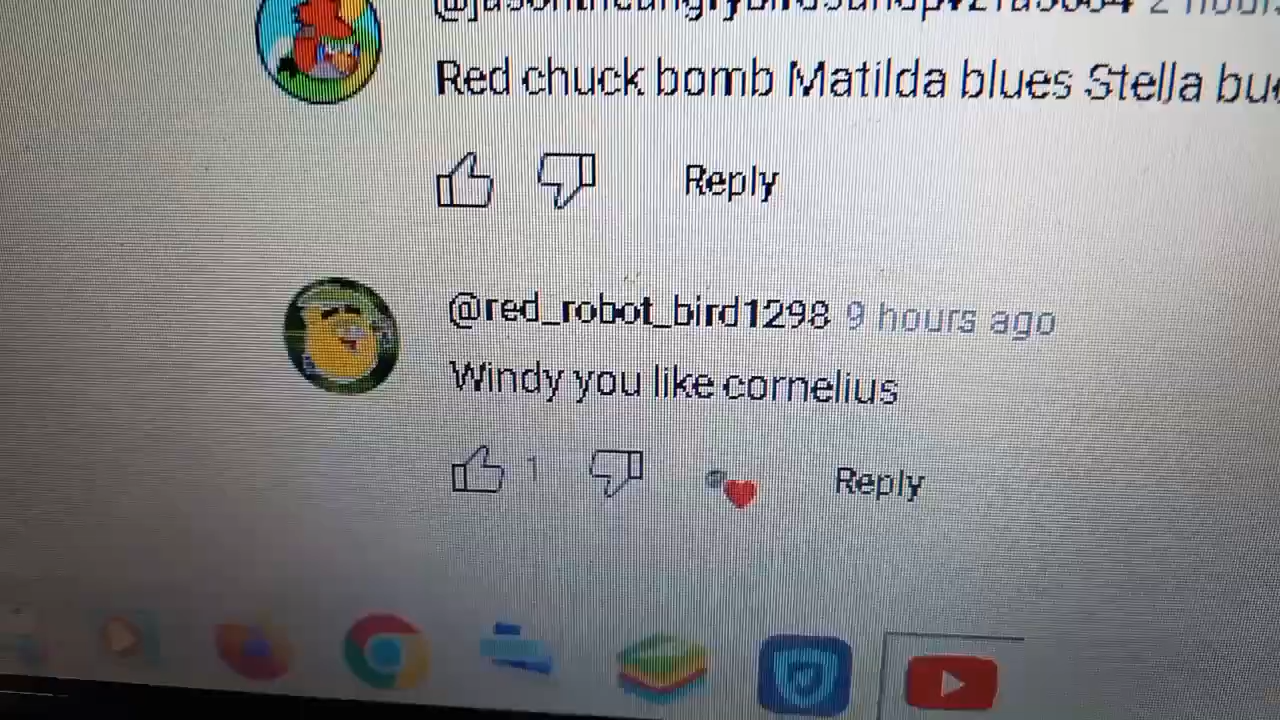 Red chuck bomb Matilda blues Stella
Reply
@red_robot_bird1298 9 hours ago
Windy you like cornelius
1
Reply